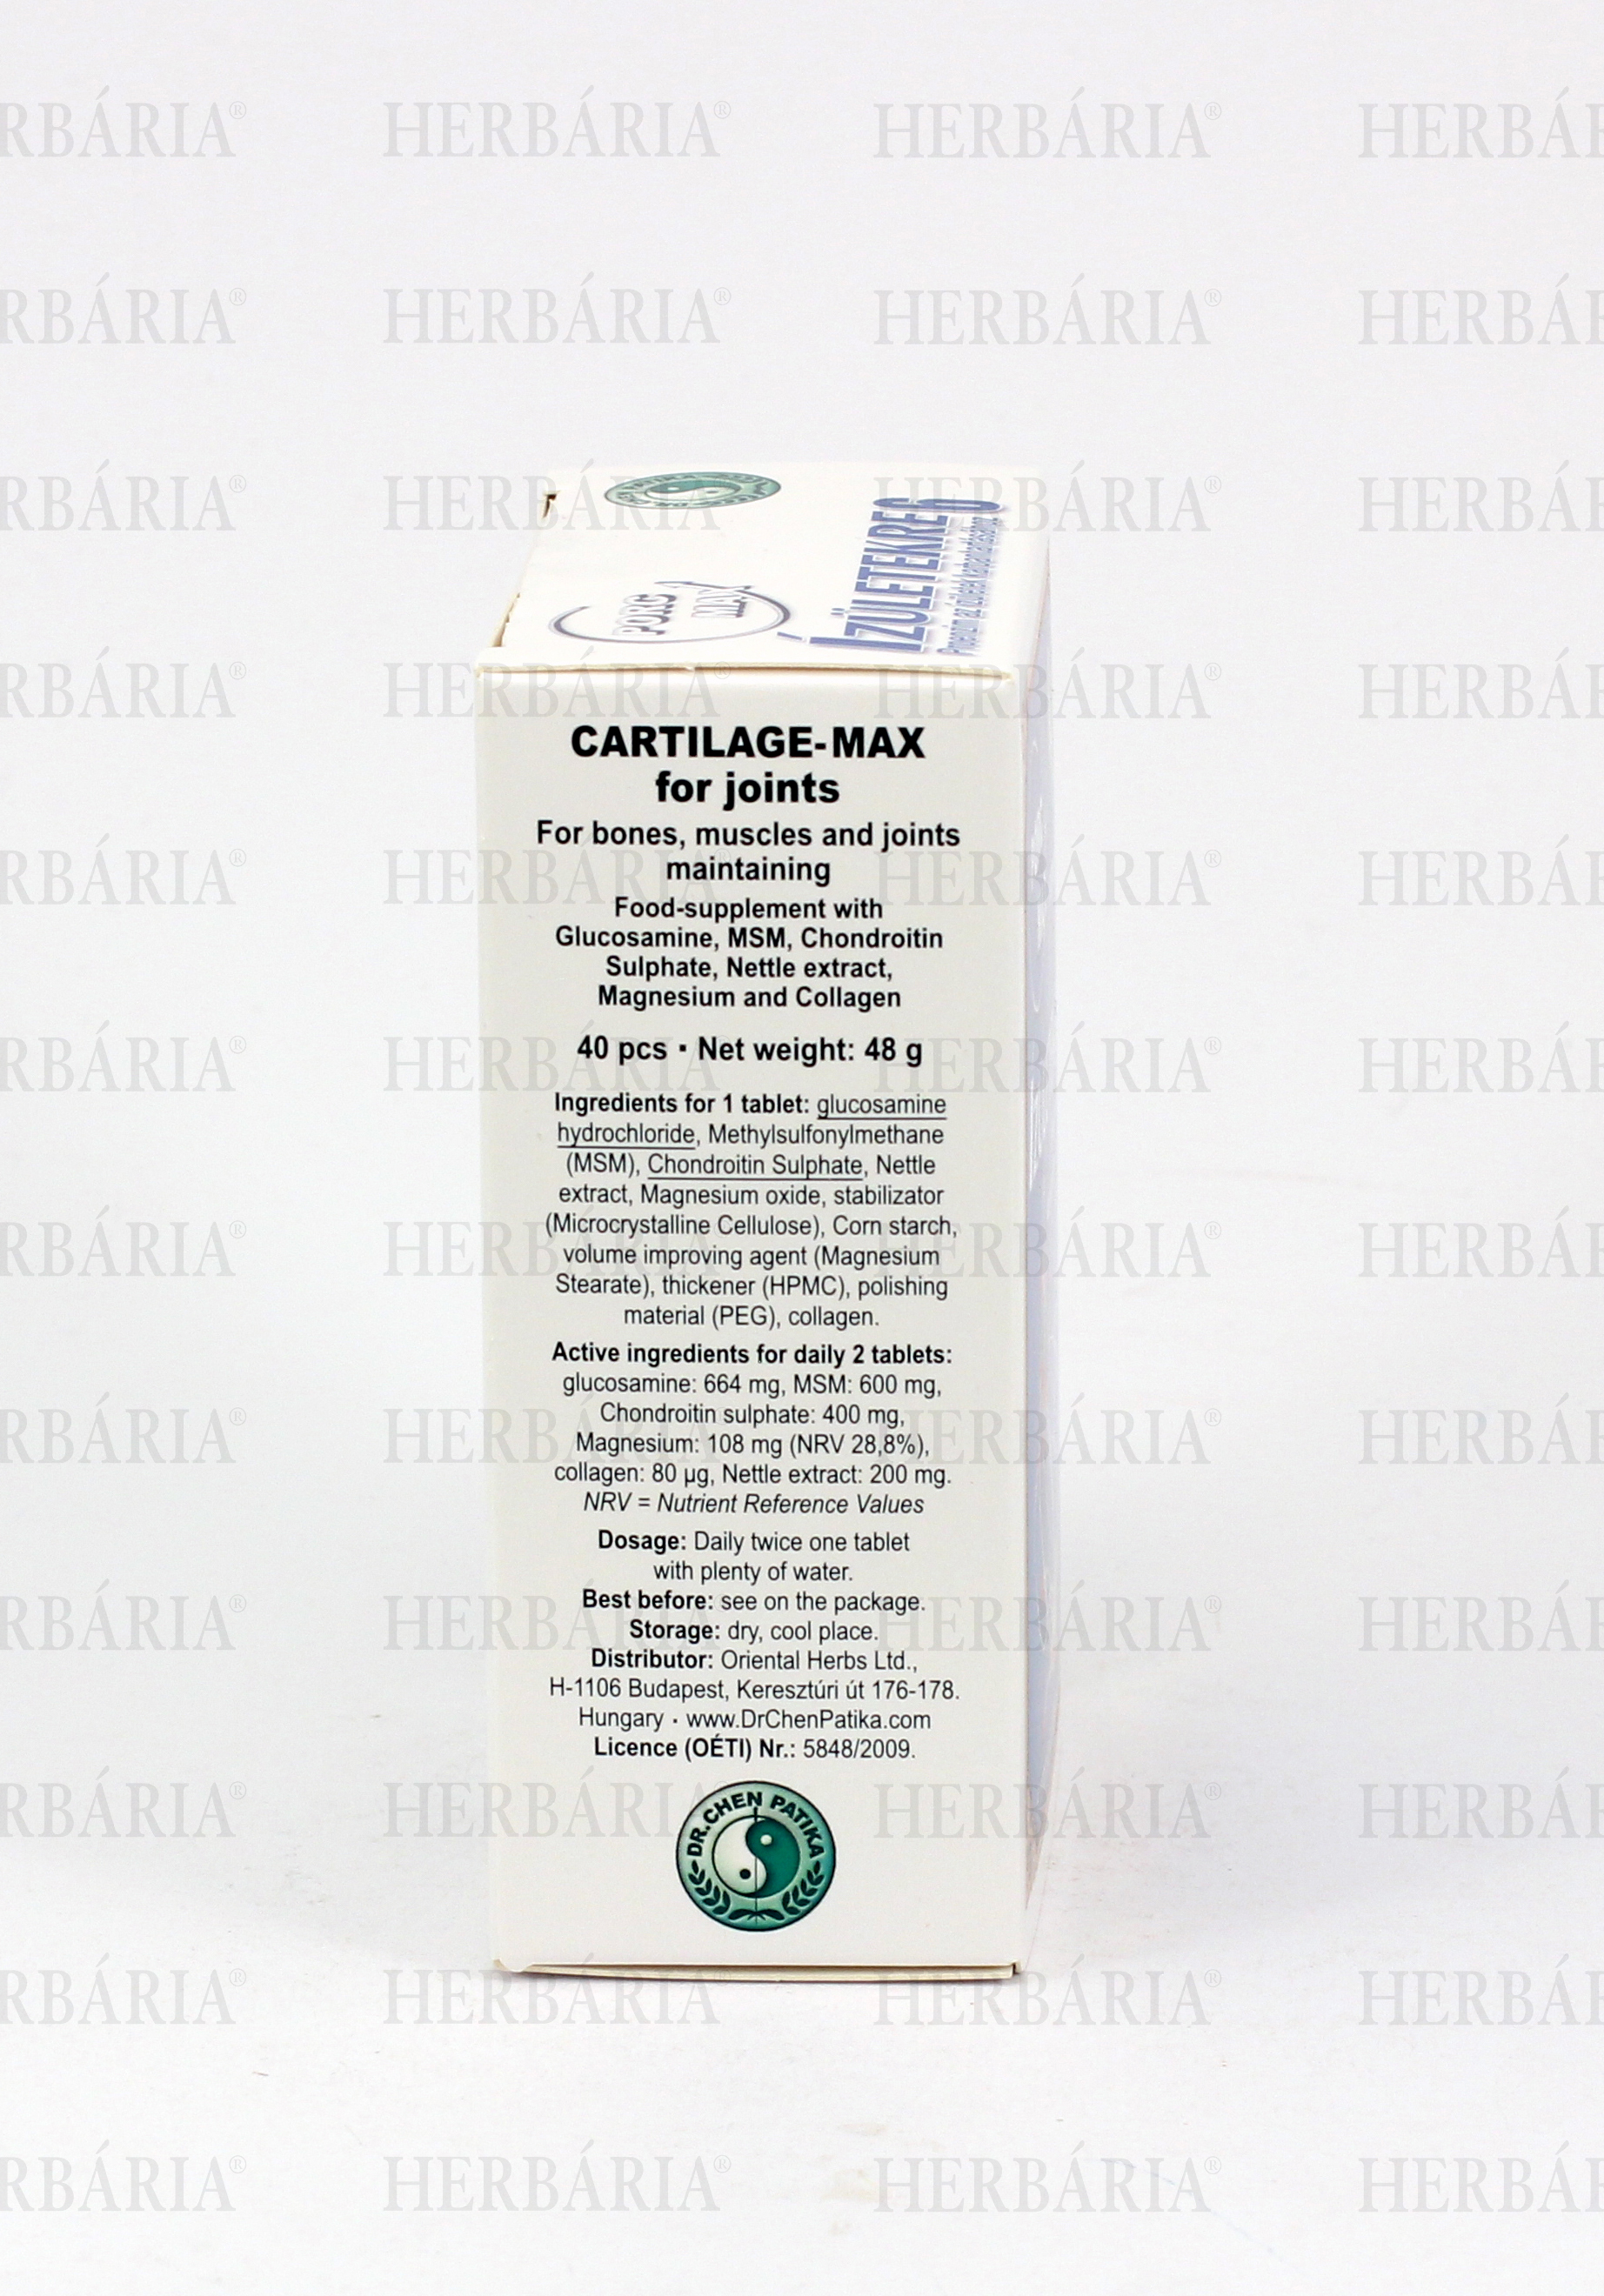 HERBÁRIA®
PORC
MAX
ÍZÜLETEKRE 6
CARTILAGE-MAX
for joints
For bones, muscles and joints
maintaining
Food-supplement with
Glucosamine, MSM, Chondroitin
Sulphate, Nettle extract,
Magnesium and Collagen
40 pcs ▪ Net weight: 48 g
Ingredients for 1 tablet: glucosamine
hydrochloride, Methylsulfonylmethane
(MSM), Chondroitin Sulphate, Nettle
extract, Magnesium oxide, stabilizator
(Microcrystalline Cellulose), Corn starch,
volume improving agent (Magnesium
Stearate), thickener (HPMC), polishing
material (PEG), collagen.
Active ingredients for daily 2 tablets:
glucosamine: 664 mg, MSM: 600 mg,
Chondroitin sulphate: 400 mg,
Magnesium: 108 mg (NRV 28,8%),
collagen: 80 µg, Nettle extract: 200 mg.
NRV = Nutrient Reference Values
Dosage: Daily twice one tablet
with plenty of water.
Best before: see on the package.
Storage: dry, cool place.
Distributor: Oriental Herbs Ltd.,
H-1106 Budapest, Keresztúri út 176-178.
Hungary ▪ www.DrChenPatika.com
Licence (OÉTI) Nr.: 5848/2009.
DR. CHEN PATIKA